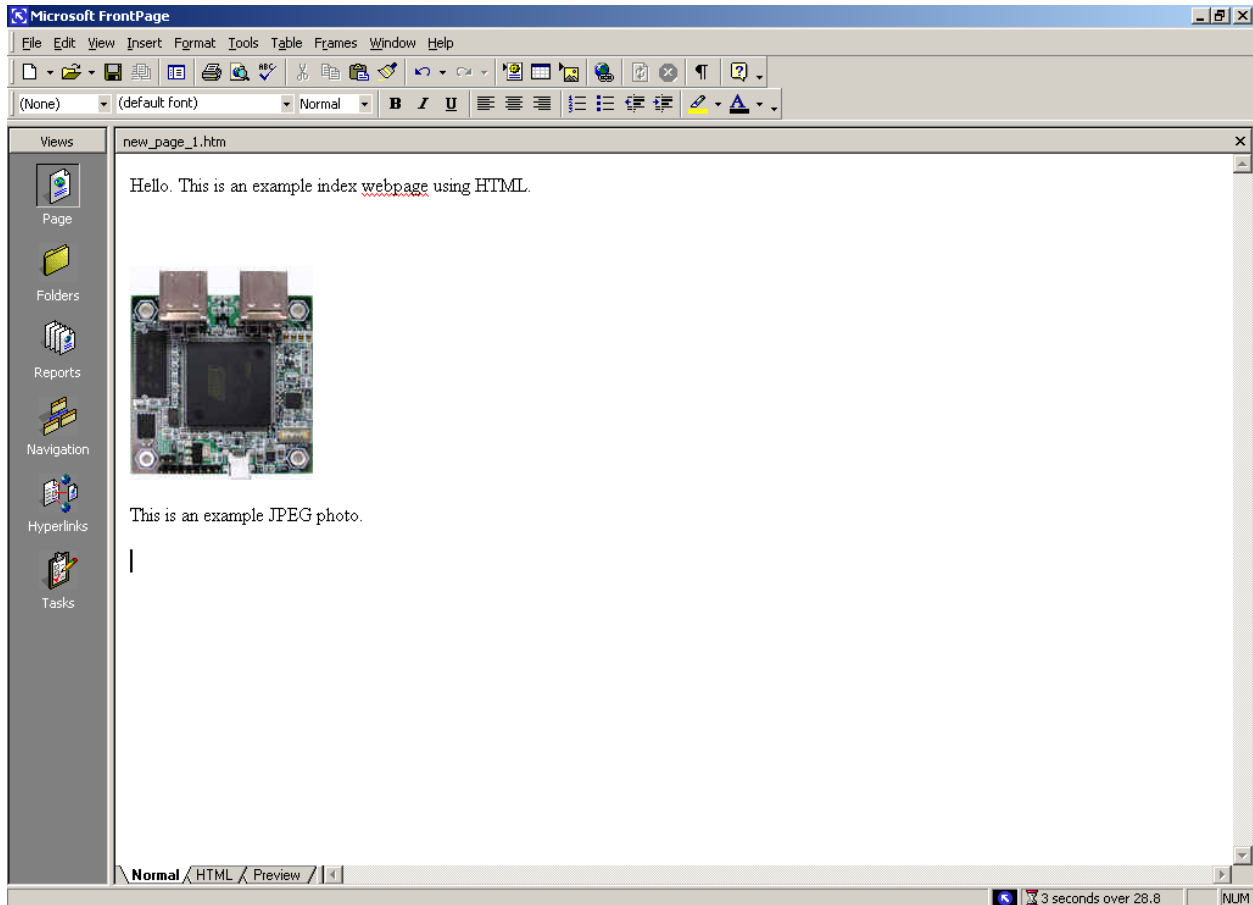 Microsoft FrontPage
File Edit View Insert Format Tools Table Frames Window Help
(None) (default font) Normal B I U A
Views new_page_1.htm
Page
Folders
Reports
Navigation
Hyperlinks
Tasks
Hello. This is an example index webpage using HTML.
This is an example JPEG photo.
Normal HTML Preview
3 seconds over 28.8 NUM